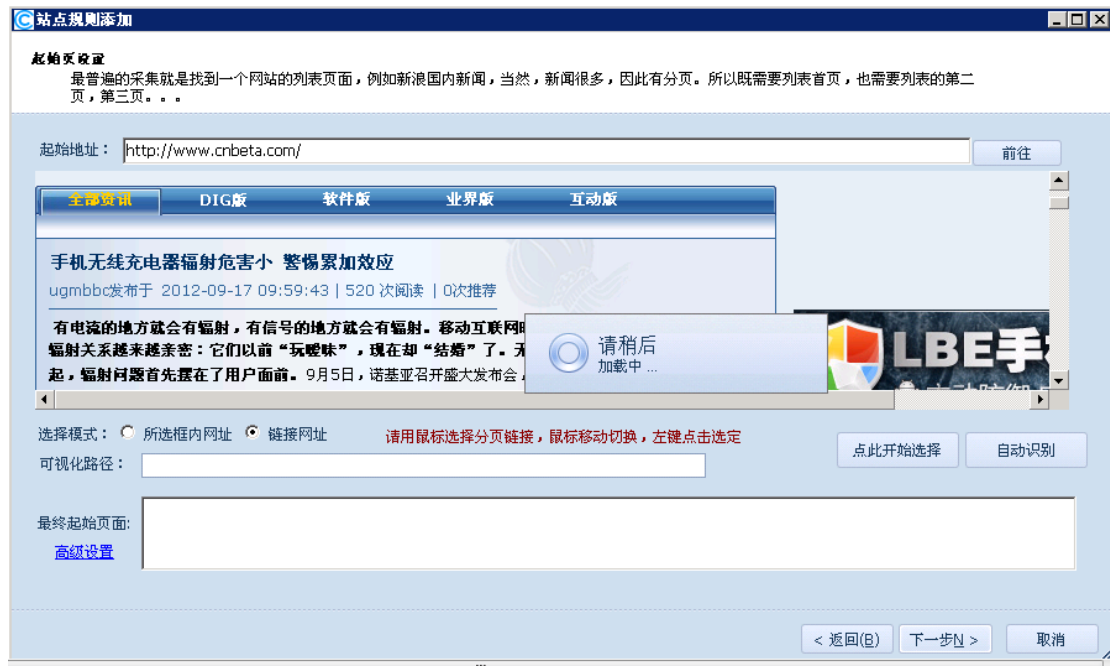 站点规则添加
起始页设置
最普遍的采集就是找到一个网站的列表页面，例如新浪国内新闻，当然，新闻很多，因此有分页。所以既需要列表首页，也需要列表的第二
页，第三页。。。
起始地址： http://www.cnbeta.com/ 前往
全部资讯 DIG版 软件版 业界版 互动版
手机无线充电器辐射危害小 警惕累加效应
ugmbbc发布于 2012-09-17 09:59:43 | 520 次阅读 | 0次推荐
有电流的地方就会有辐射，有信号的地方就会有辐射。移动互联网
辐射关系越来越亲密：它们以前“玩暧昧”，现在却“结婚”了。无
起，辐射问题首先摆在了用户面前。9月5日，诺基亚召开盛大发布会，
请稍后
加载中 ...
LBE手
主动防御
选择模式： 所选框内网址 链接网址 请用鼠标选择分页链接，鼠标移动切换，左键点击选定
点此开始选择 自动识别
可视化路径：
最终起始页面:
高级设置
< 返回(B) 下一步N > 取消